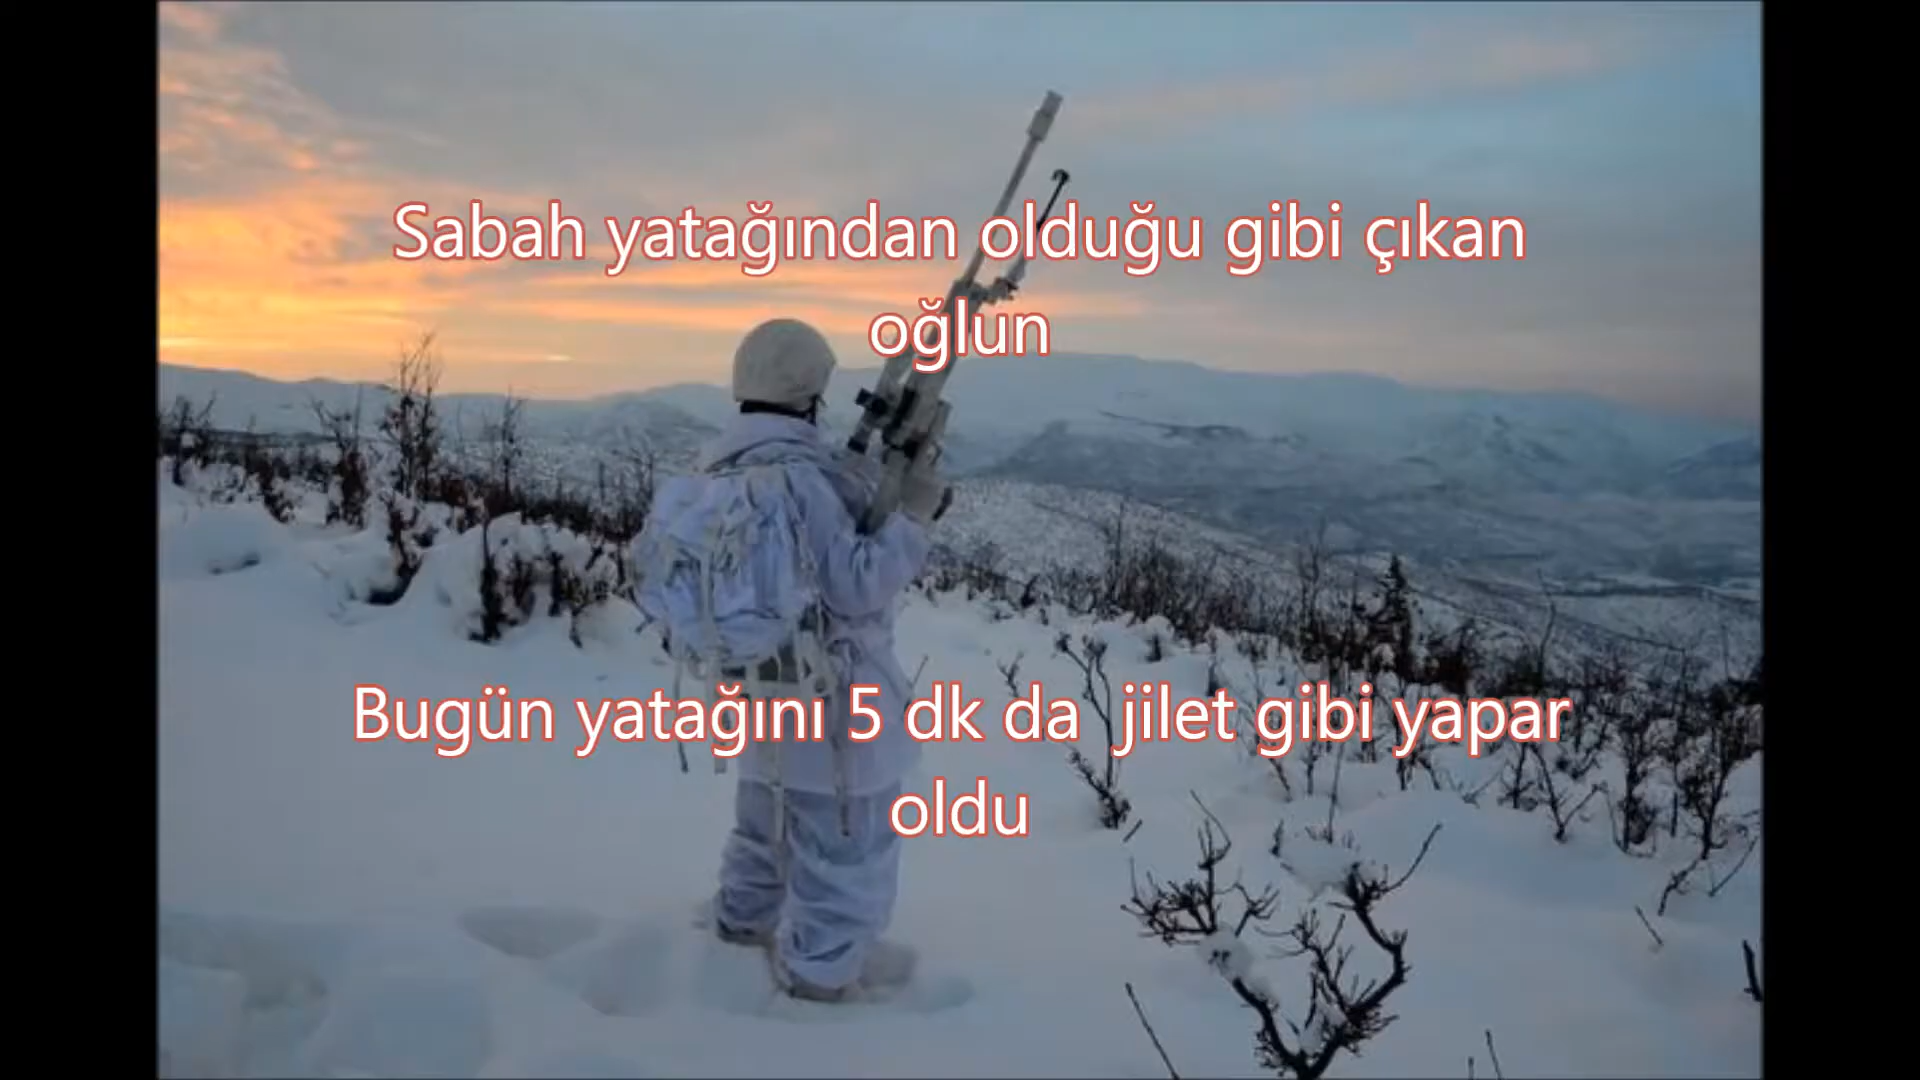 Sabah yatağından olduğu gibi çıkan
oğlun
Bugün yatağını 5 dk da  jilet gibi yapar
oldu